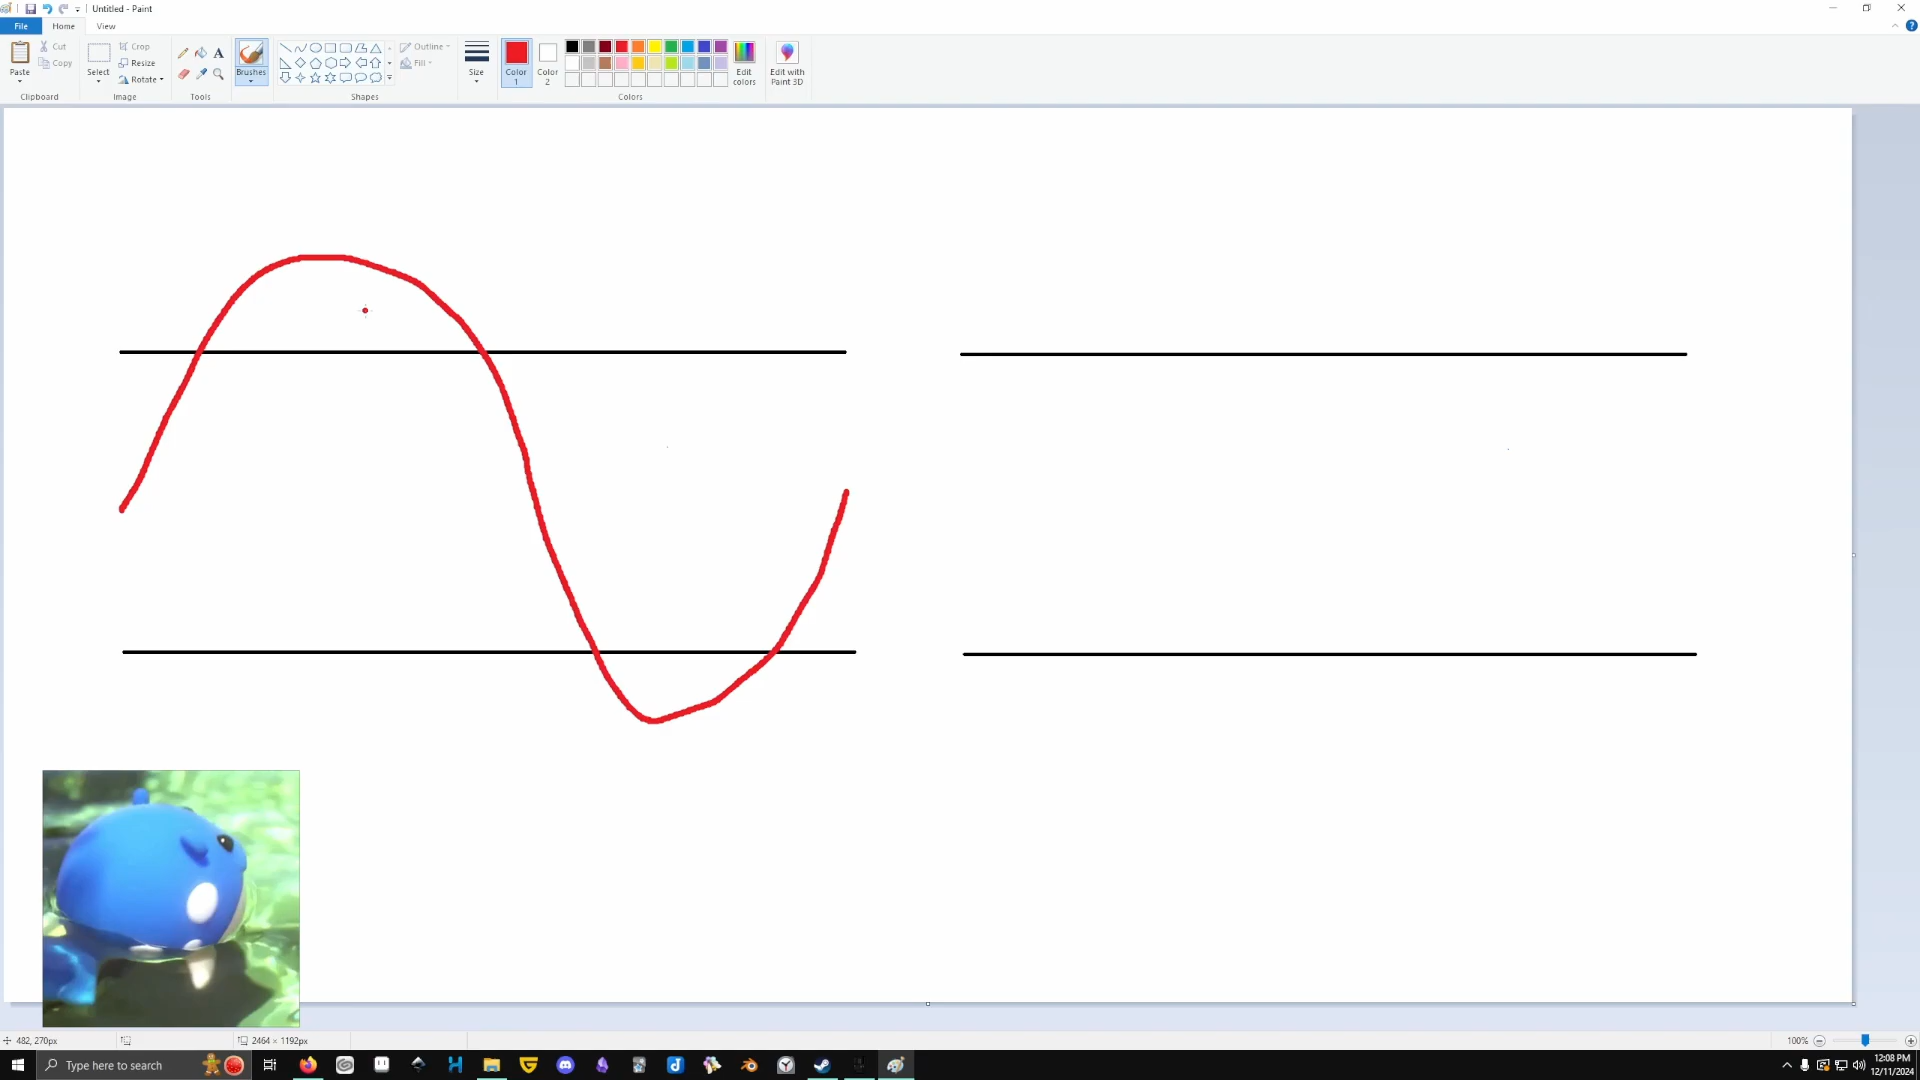 Untitled - Paint
File
Home
View
Paste
Cut
Copy
Clipboard
Select
Crop
Resize
Rotate
Image
A
Tools
Brushes
Shapes
Outline
Fill
Size
Color 1
Color 2
Colors
Edit colors
Edit with Paint 3D
482, 270px
2464 × 1192px
100%
Type here to search
12:08 PM
12/11/2024